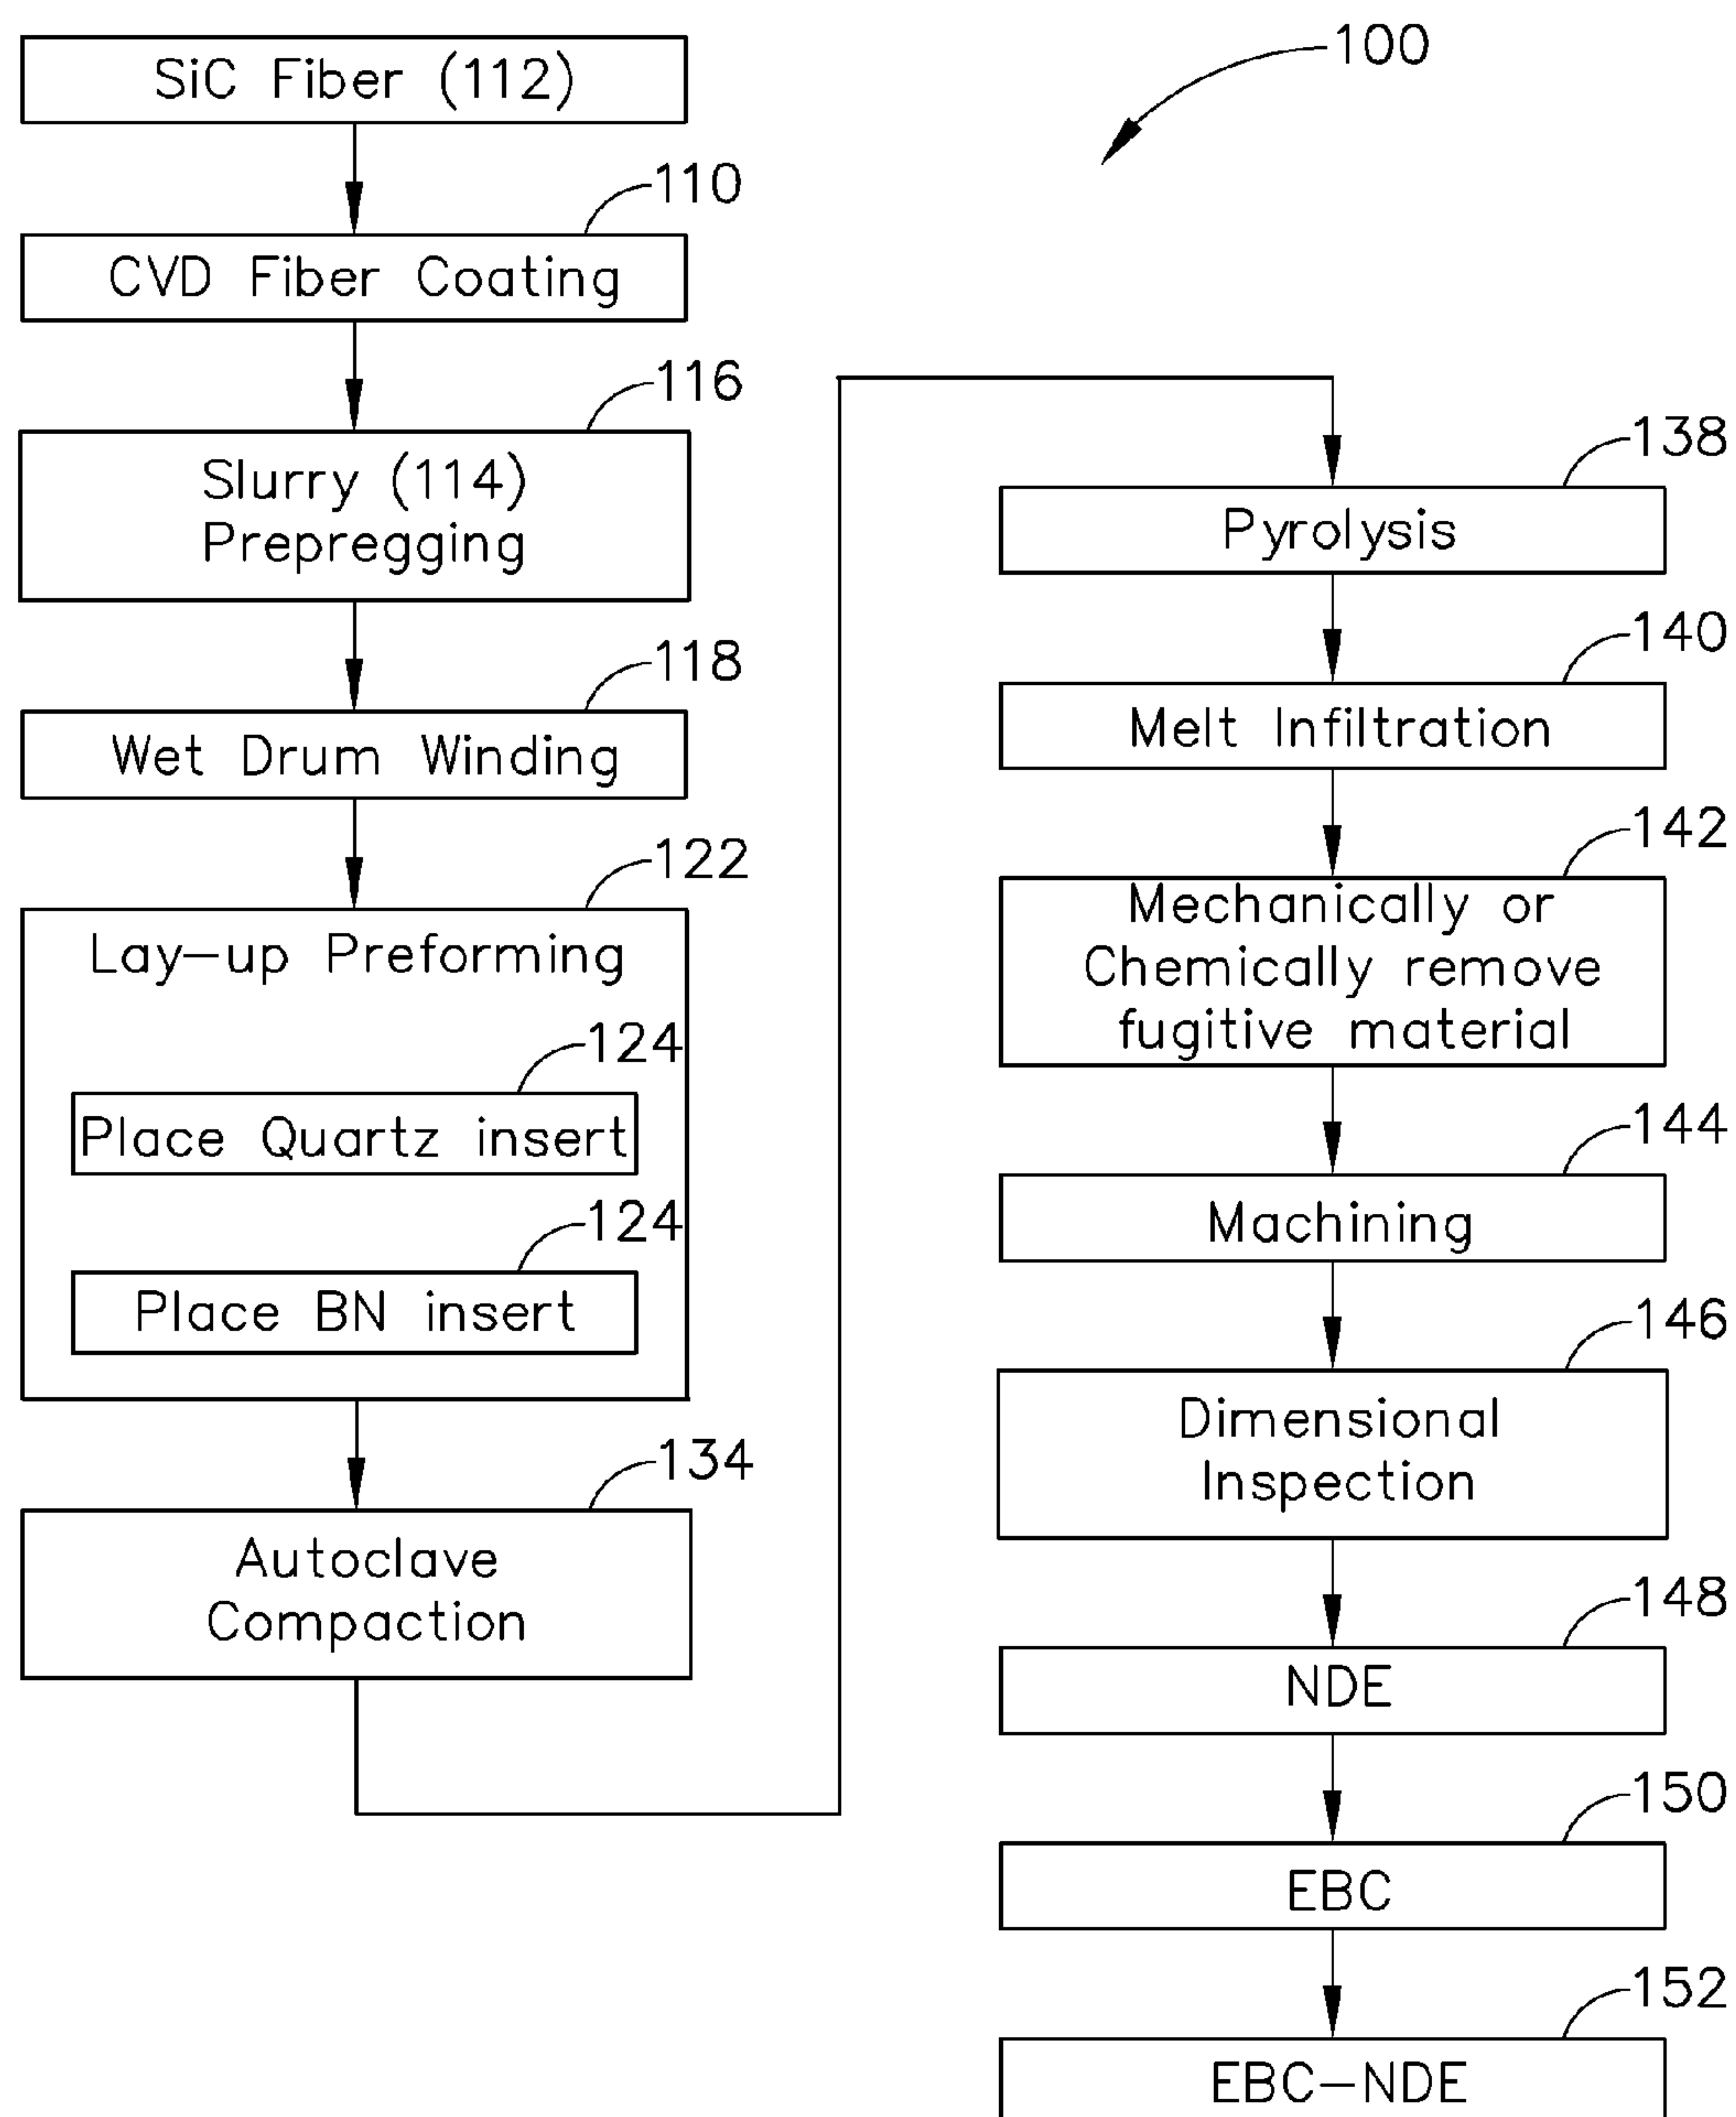 100
SiC Fiber (112)
110
CVD Fiber Coating
116
Slurry (114)
Prepregging
118
Wet Drum Winding
122
Lay-up Preforming
124
Place Quartz insert
124
Place BN insert
134
Autoclave
Compaction
138
Pyrolysis
140
Melt Infiltration
142
Mechanically or
Chemically remove
fugitive material
144
Machining
146
Dimensional
Inspection
148
NDE
150
EBC
152
EBC-NDE